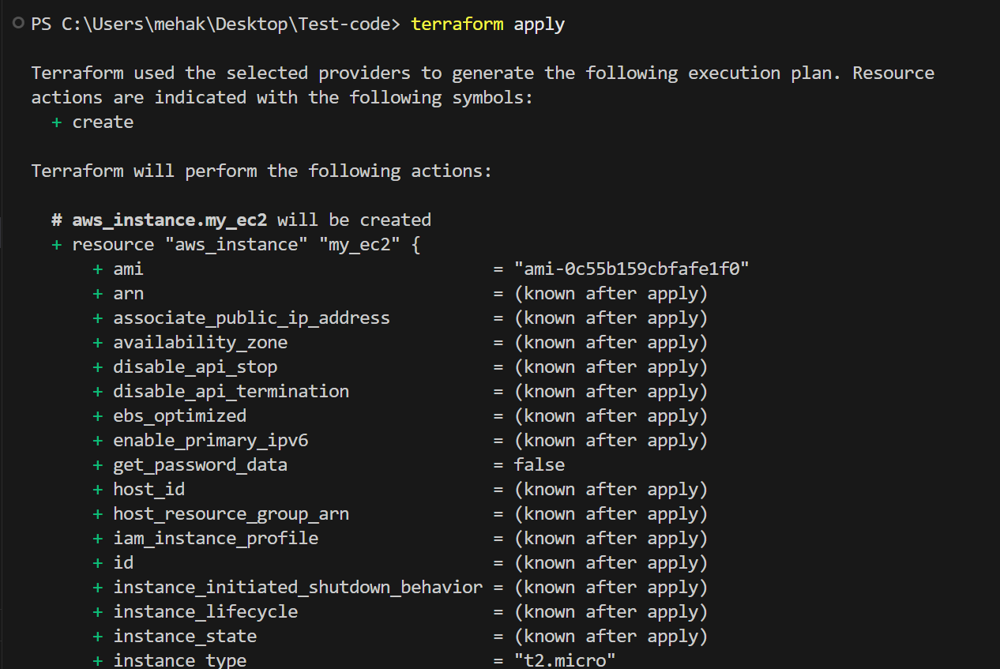 PS C:\Users\mehak\Desktop\Test-code> terraform apply
Terraform used the selected providers to generate the following execution plan. Resource
actions are indicated with the following symbols:
+ create
Terraform will perform the following actions:
# aws_instance.my_ec2 will be created
+ resource "aws_instance" "my_ec2" {
+ ami = "ami-0c55b159cbfafe1f0"
+ arn = (known after apply)
+ associate_public_ip_address = (known after apply)
+ availability_zone = (known after apply)
+ disable_api_stop = (known after apply)
+ disable_api_termination = (known after apply)
+ ebs_optimized = (known after apply)
+ enable_primary_ipv6 = (known after apply)
+ get_password_data = false
+ host_id = (known after apply)
+ host_resource_group_arn = (known after apply)
+ iam_instance_profile = (known after apply)
+ id = (known after apply)
+ instance_initiated_shutdown_behavior = (known after apply)
+ instance_lifecycle = (known after apply)
+ instance_state = (known after apply)
+ instance_type = "t2.micro"